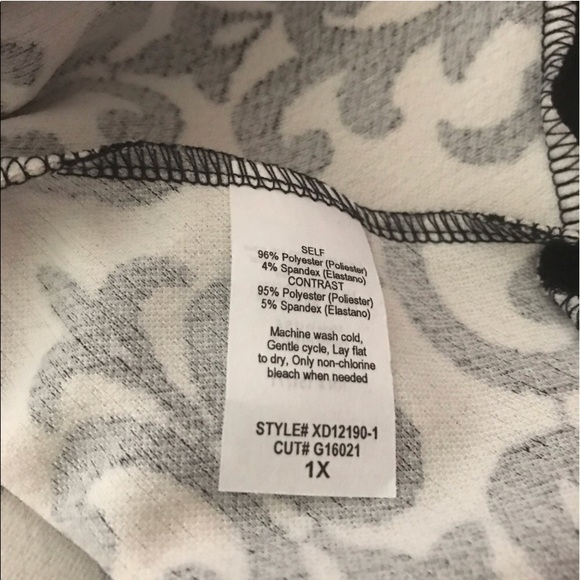 SELF
96% Polyester (Poliester)
4% Spandex (Elastano)
CONTRAST
95% Polyester (Poliester)
5% Spandex (Elastano)
Machine wash cold,
Gentle cycle, Lay flat
to dry, Only non-chlorine
bleach when needed
STYLE# XD12190-1
CUT# G16021
1X